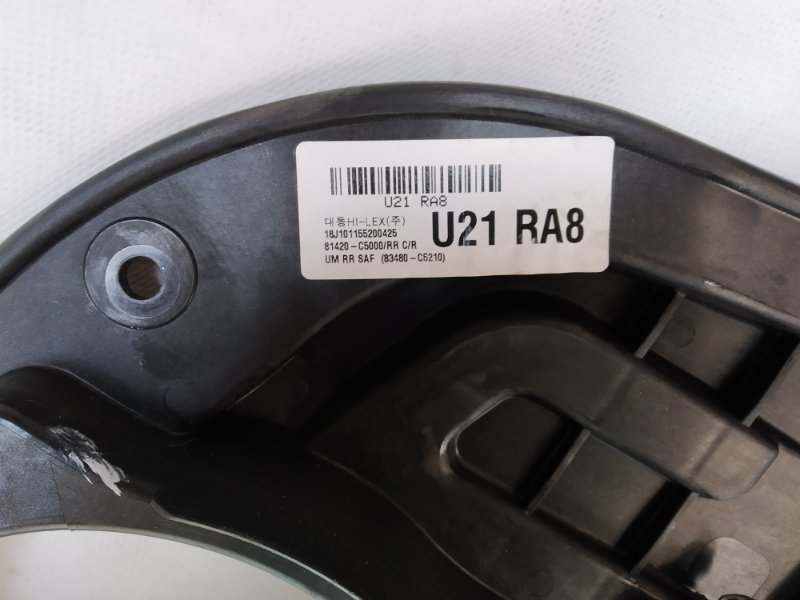 U21 RA8
대동HI-LEX(주)
18J101155200425
81420-C5000/RR C/R
UM RR SAF (83480-C5210)
U21 RA8